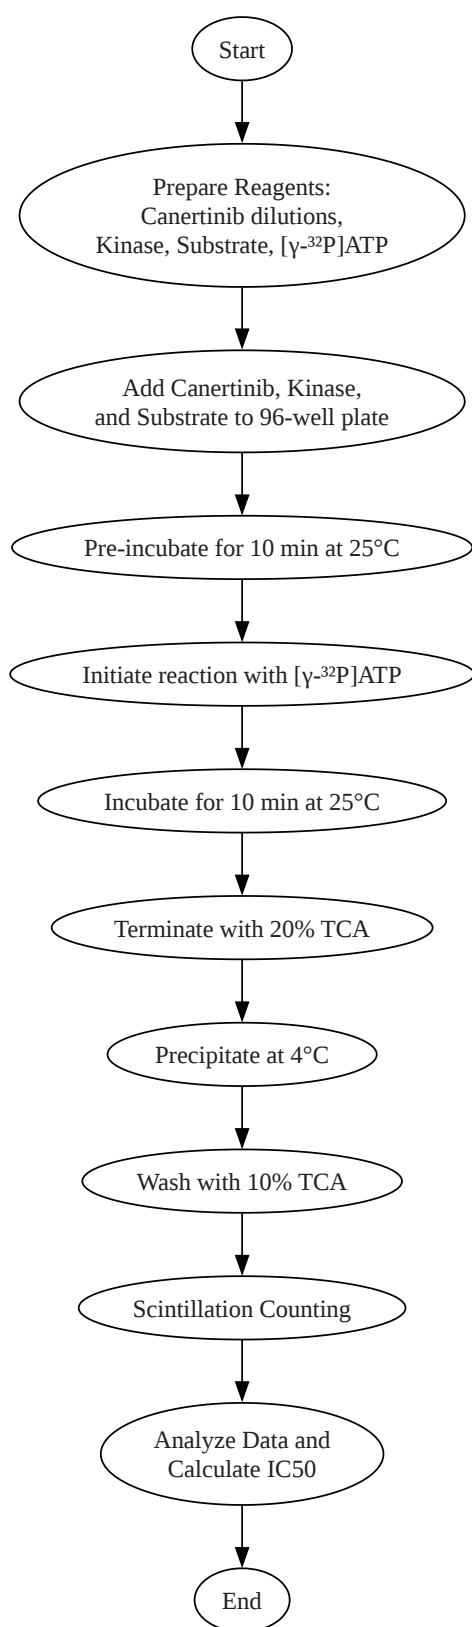 Start
Prepare Reagents:
Canertinib dilutions,
Kinase, Substrate, [γ-³²P]ATP
Add Canertinib, Kinase,
and Substrate to 96-well plate
Pre-incubate for 10 min at 25°C
Initiate reaction with [γ-³²P]ATP
Incubate for 10 min at 25°C
Terminate with 20% TCA
Precipitate at 4°C
Wash with 10% TCA
Scintillation Counting
Analyze Data and
Calculate IC50
End